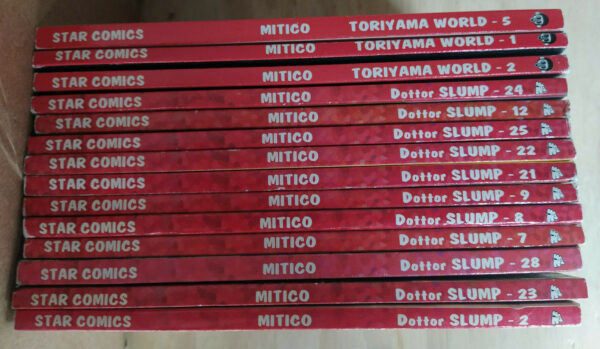 STAR COMICS MITICO TORIYAMA WORLD - 5
STAR COMICS MITICO TORIYAMA WORLD - 1
STAR COMICS MITICO TORIYAMA WORLD - 2
STAR COMICS MITICO Dottor SLUMP - 24
STAR COMICS MITICO Dottor SLUMP - 12
STAR COMICS MITICO Dottor SLUMP - 25
STAR COMICS MITICO Dottor SLUMP - 22
STAR COMICS MITICO Dottor SLUMP - 21
STAR COMICS MITICO Dottor SLUMP - 9
STAR COMICS MITICO Dottor SLUMP - 8
STAR COMICS MITICO Dottor SLUMP - 7
STAR COMICS MITICO Dottor SLUMP - 28
STAR COMICS MITICO Dottor SLUMP - 23
STAR COMICS MITICO Dottor SLUMP - 2